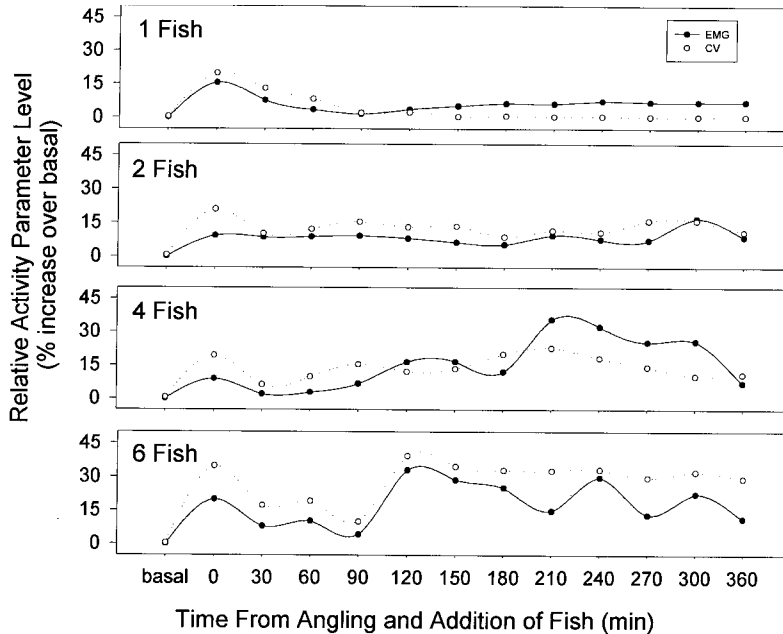 1 Fish
45
30
15
0
EMG
CV
2 Fish
45
30
15
0
4 Fish
45
30
15
0
6 Fish
45
30
15
0
Relative Activity Parameter Level
(% increase over basal)
basal 0 30 60 90 120 150 180 210 240 270 300 360
Time From Angling and Addition of Fish (min)